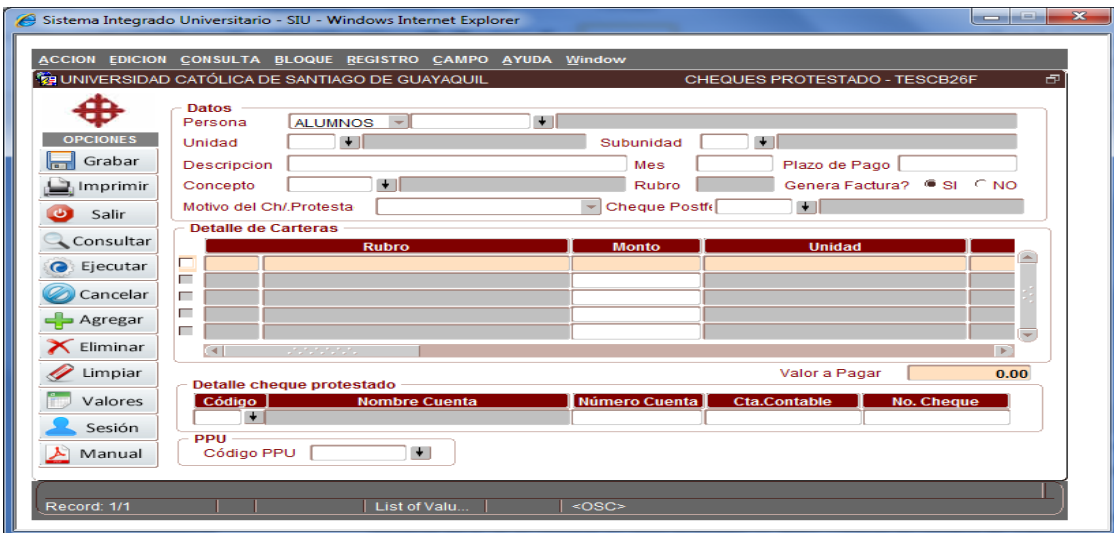 Sistema Integrado Universitario - SIU - Windows Internet Explorer
ACCION EDICION CONSULTA BLOQUE REGISTRO CAMPO AYUDA Window
UNIVERSIDAD CATÓLICA DE SANTIAGO DE GUAYAQUIL CHEQUES PROTESTADO - TESCB26F
OPCIONES
Grabar
Imprimir
Salir
Consultar
Ejecutar
Cancelar
Agregar
Eliminar
Limpiar
Valores
Sesión
Manual
Datos
Persona ALUMNOS
Unidad Subunidad
Descripcion Mes Plazo de Pago
Concepto Rubro Genera Factura? SI NO
Motivo del Ch/.Protesta Cheque Postfe
Detalle de Carteras
Rubro Monto Unidad
Valor a Pagar 0.00
Detalle cheque protestado
Código Nombre Cuenta Número Cuenta Cta.Contable No. Cheque
PPU
Código PPU
Record: 1/1 List of Valu... <OSC>